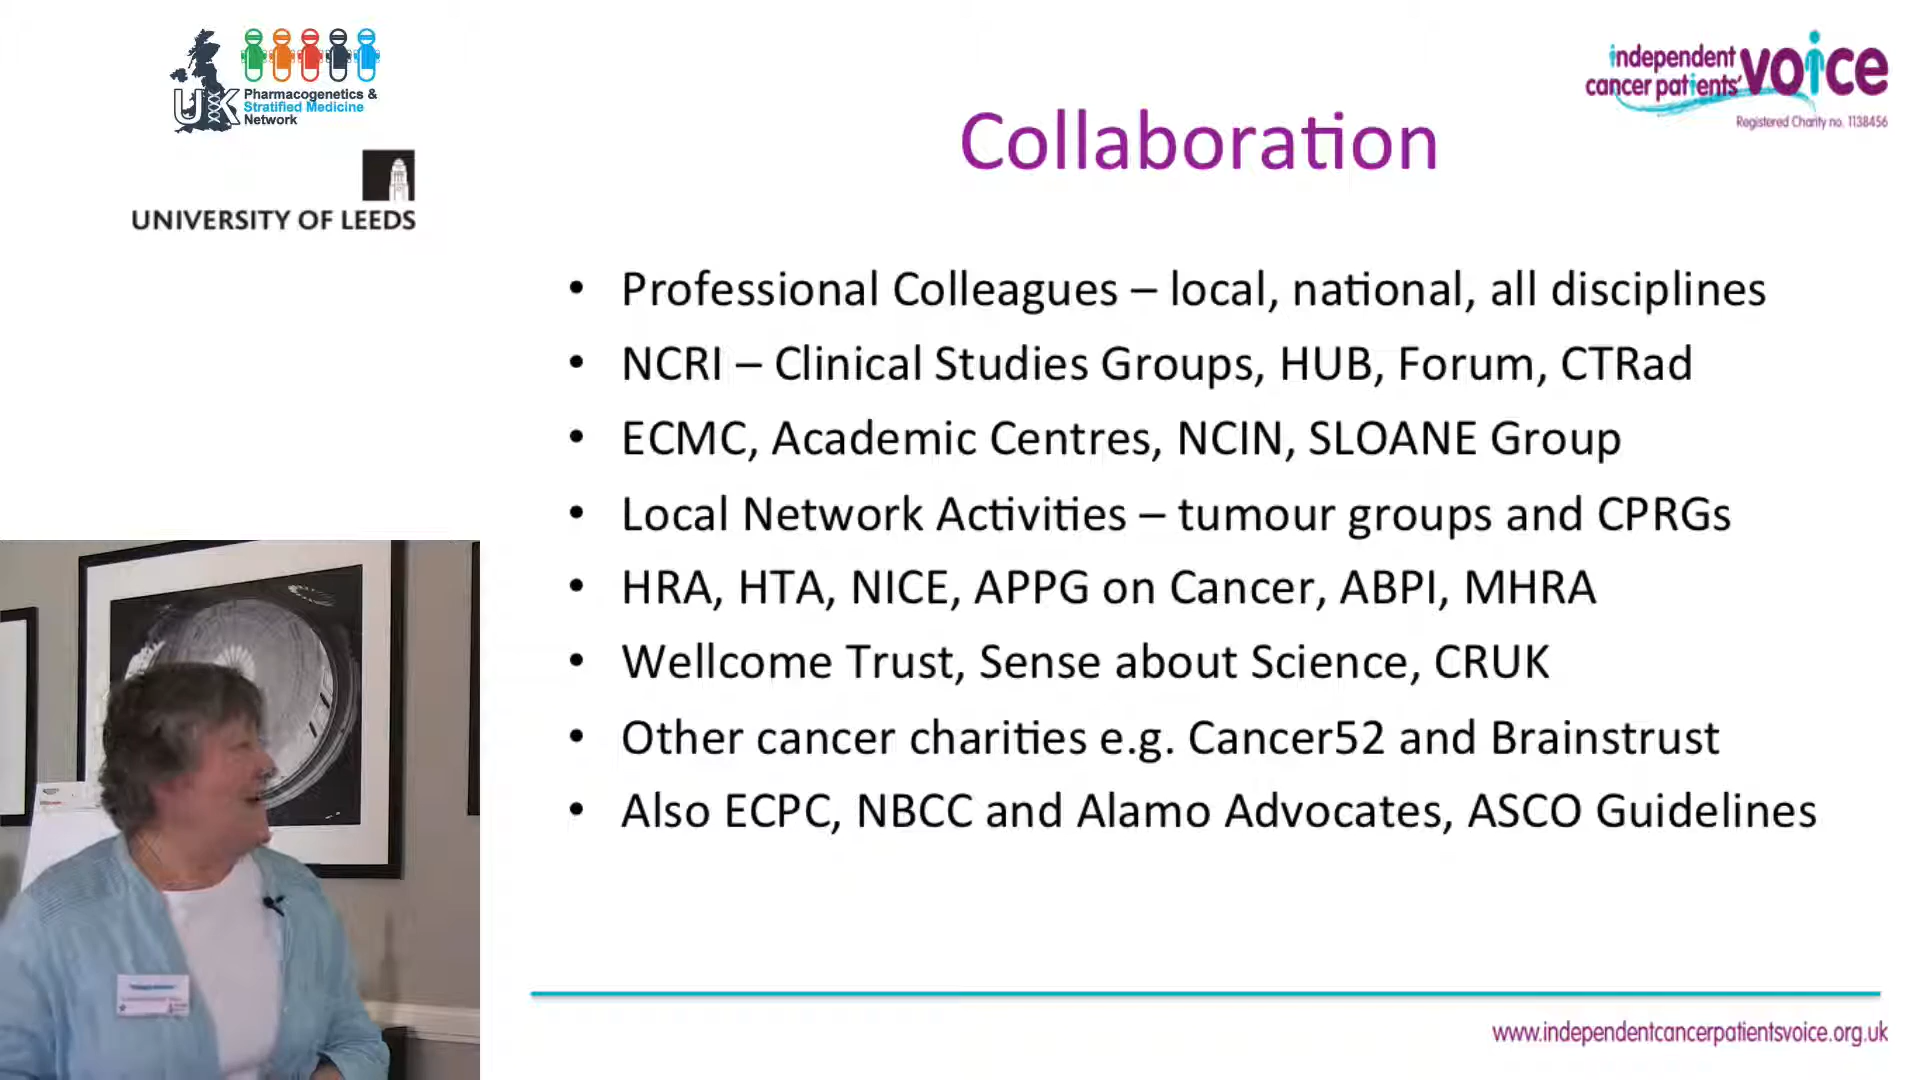 UK
Pharmacogenetics &
Stratified Medicine
Network
UNIVERSITY OF LEEDS
independent
cancer patients'
voice
Registered Charity no. 1138456
Collaboration
• Professional Colleagues – local, national, all disciplines
• NCRI – Clinical Studies Groups, HUB, Forum, CTRad
• ECMC, Academic Centres, NCIN, SLOANE Group
• Local Network Activities – tumour groups and CPRGs
• HRA, HTA, NICE, APPG on Cancer, ABPI, MHRA
• Wellcome Trust, Sense about Science, CRUK
• Other cancer charities e.g. Cancer52 and Brainstrust
• Also ECPC, NBCC and Alamo Advocates, ASCO Guidelines
www.independentcancerpatientsvoice.org.uk